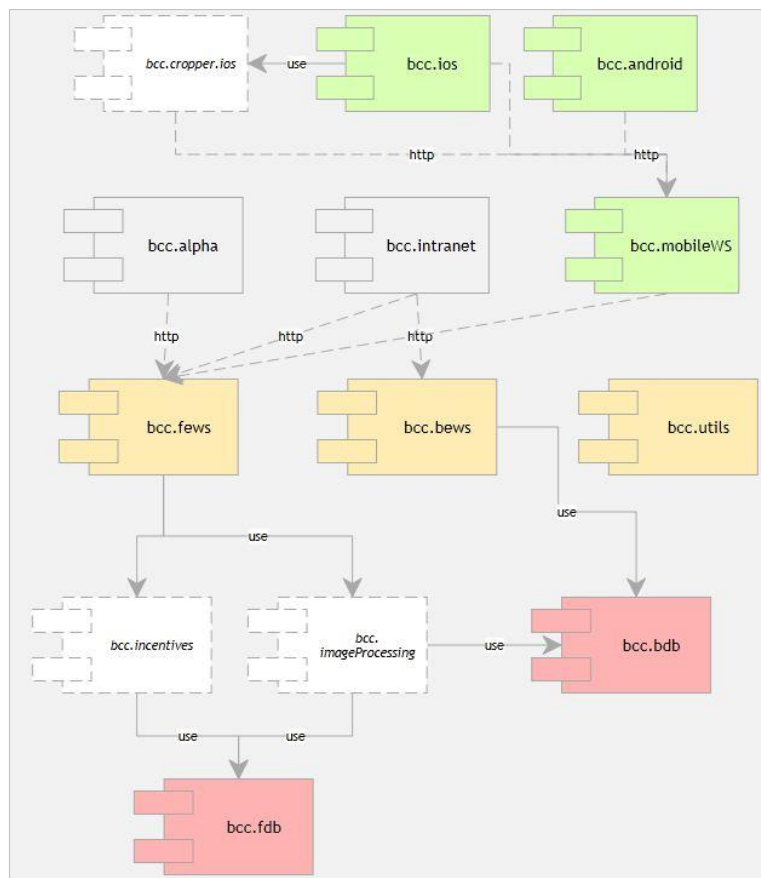 bcc.cropper.ios
use
bcc.ios
bcc.android
http
http
bcc.alpha
bcc.intranet
bcc.mobileWS
http
http
http
bcc.fews
bcc.bews
bcc.utils
use
use
bcc.incentives
bcc.
imageProcessing
use
bcc.bdb
use
use
bcc.fdb